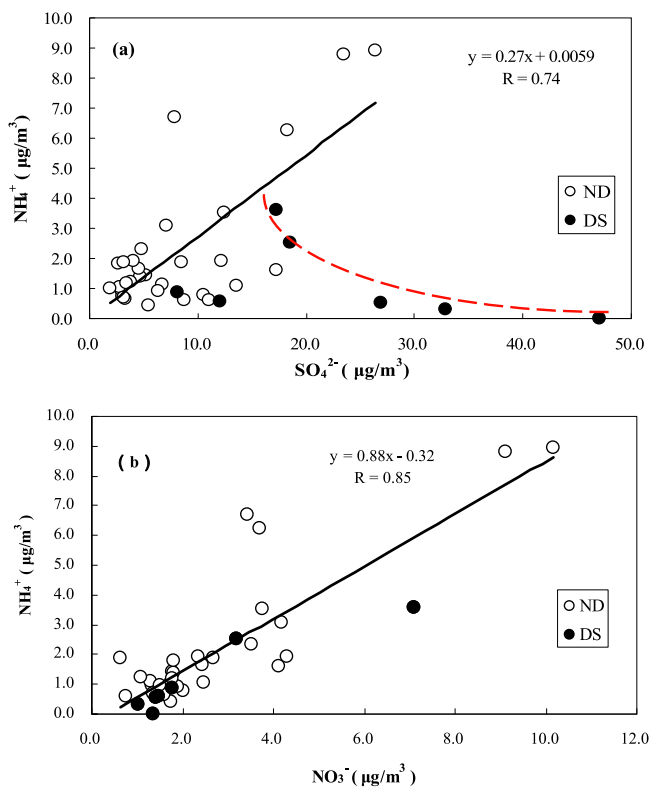 10.0
9.0
8.0
7.0
6.0
5.0
4.0
3.0
2.0
1.0
0.0
(a)
y = 0.27x + 0.0059
R = 0.74
ND
DS
NH₄⁺ ( μg/m³)
0.0 10.0 20.0 30.0 40.0 50.0
SO₄²⁻ ( μg/m³)
10.0
9.0
8.0
7.0
6.0
5.0
4.0
3.0
2.0
1.0
0.0
( b )
y = 0.88x - 0.32
R = 0.85
ND
DS
NH₄⁺ ( μg/m³)
0.0 2.0 4.0 6.0 8.0 10.0 12.0
NO₃⁻ ( μg/m³)